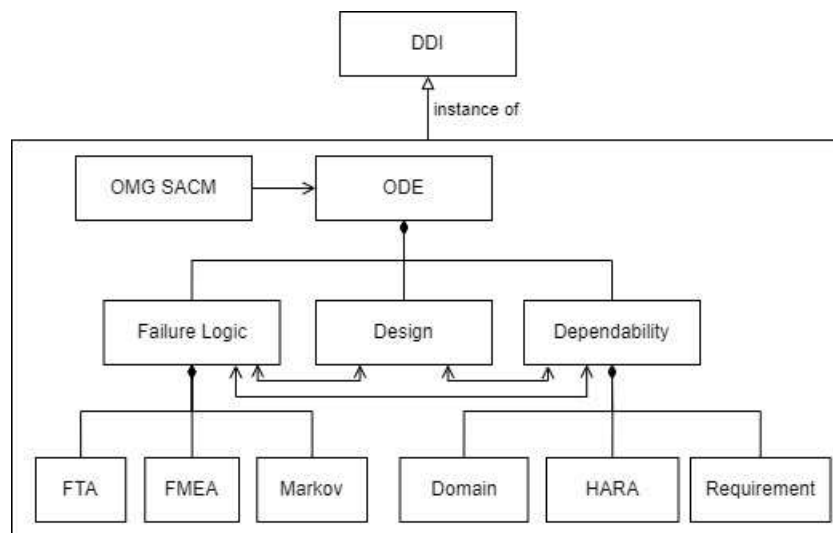 DDI
instance of
OMG SACM
ODE
Failure Logic
Design
Dependability
FTA
FMEA
Markov
Domain
HARA
Requirement